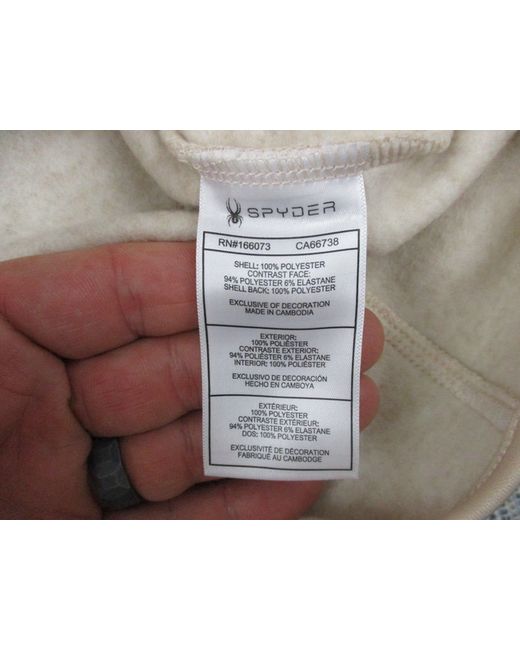 SPYDER
RN#166073 CA66738
SHELL: 100% POLYESTER
CONTRAST FACE:
94% POLYESTER 6% ELASTANE
SHELL BACK: 100% POLYESTER
EXCLUSIVE OF DECORATION
MADE IN CAMBODIA
EXTERIOR:
100% POLIÉSTER
CONTRASTE EXTERIOR:
94% POLIÉSTER 6% ELASTANE
INTERIOR: 100% POLIÉSTER
EXCLUSIVO DE DECORACIÓN
HECHO EN CAMBOYA
EXTÉRIEUR:
100% POLYESTER
CONTRASTE EXTÉRIEUR:
94% POLYESTER 6% ELASTANE
DOS: 100% POLYESTER
EXCLUSIVITÉ DE DÉCORATION
FABRIQUÉ AU CAMBODGE